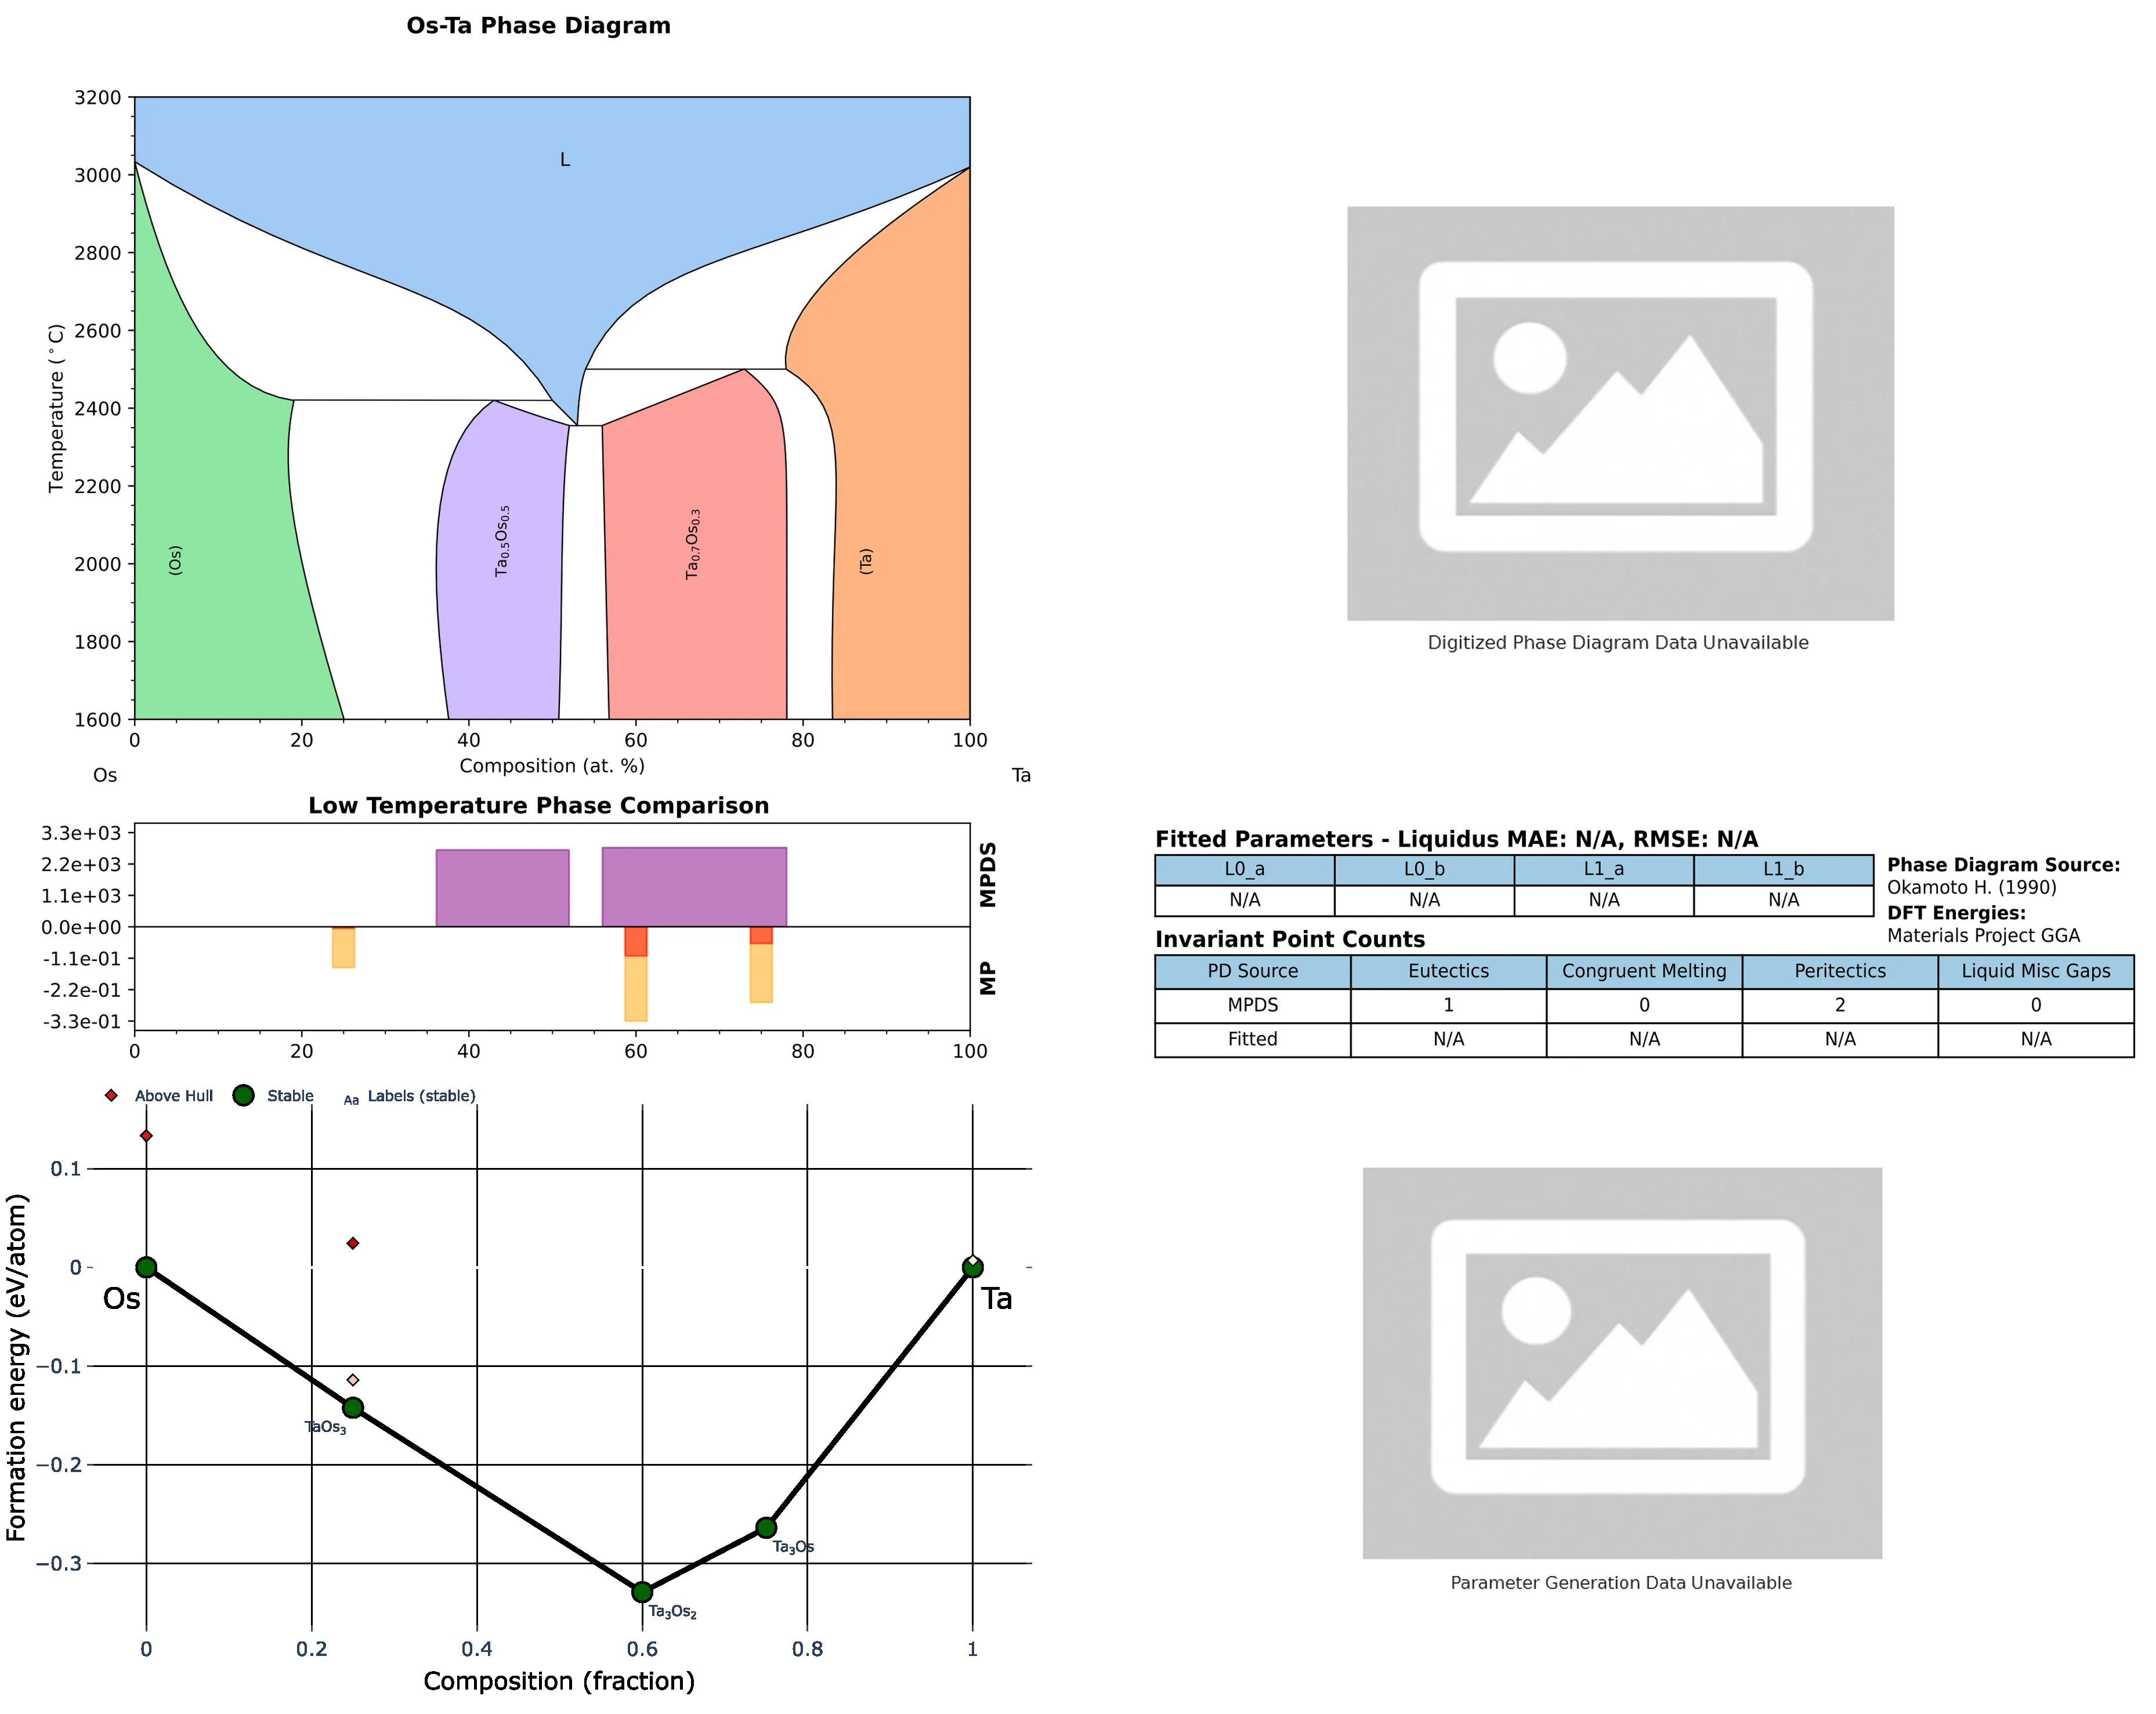 Os-Ta Phase Diagram
3200
3000
2800
2600
2400
2200
2000
1800
1600
Temperature (°C)
L
(Os)
Ta0.5Os0.5
Ta0.7Os0.3
(Ta)
0 20 40 60 80 100
Composition (at. %)
Os Ta
Digitized Phase Diagram Data Unavailable
Low Temperature Phase Comparison
3.3e+03
2.2e+03
1.1e+03
0.0e+00
-1.1e-01
-2.2e-01
-3.3e-01
MPDS
MP
0 20 40 60 80 100
Fitted Parameters - Liquidus MAE: N/A, RMSE: N/A
L0_a L0_b L1_a L1_b
N/A N/A N/A N/A
Phase Diagram Source:
Okamoto H. (1990)
DFT Energies:
Materials Project GGA
Invariant Point Counts
PD Source Eutectics Congruent Melting Peritectics Liquid Misc Gaps
MPDS 1 0 2 0
Fitted N/A N/A N/A N/A
Above Hull Stable Aa Labels (stable)
0.1
0
−0.1
−0.2
−0.3
Formation energy (eV/atom)
Os
Ta
TaOs3
Ta3Os
Ta3Os2
0 0.2 0.4 0.6 0.8 1
Composition (fraction)
Parameter Generation Data Unavailable